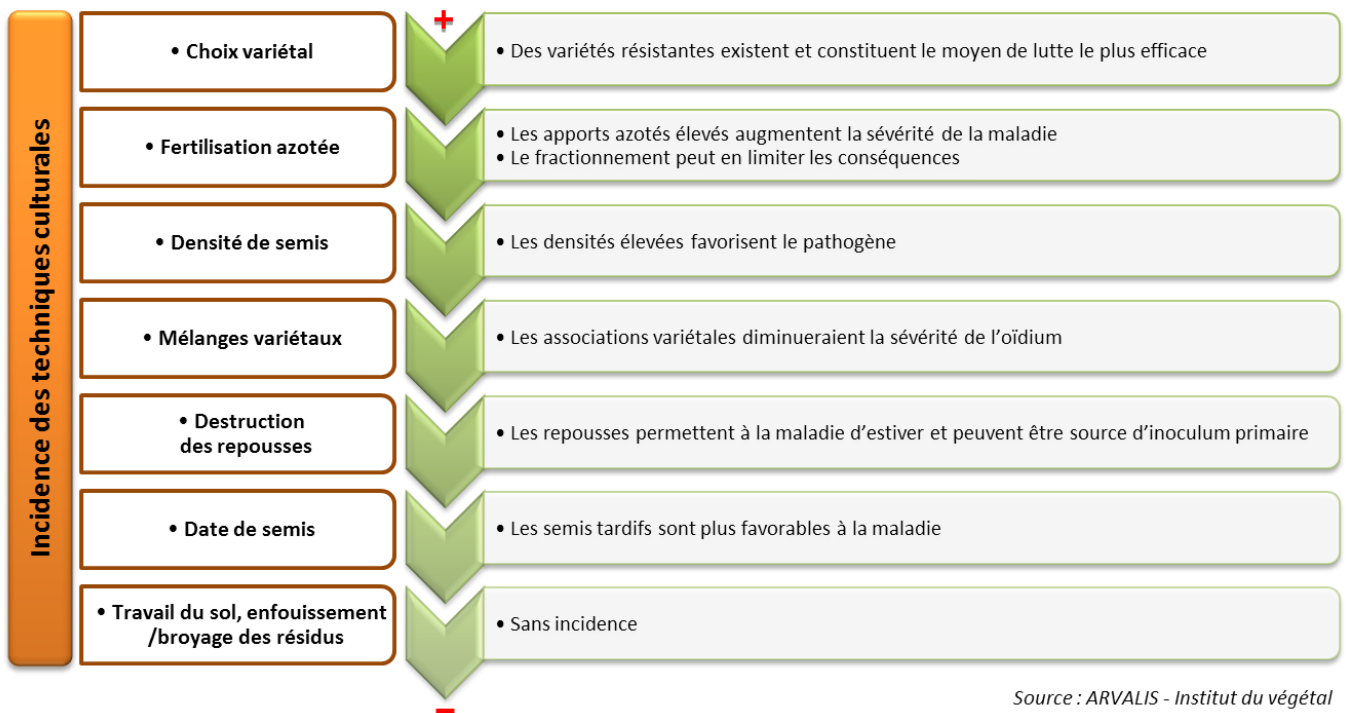 Incidence des techniques culturales
+
• Choix variétal
• Des variétés résistantes existent et constituent le moyen de lutte le plus efficace
• Fertilisation azotée
• Les apports azotés élevés augmentent la sévérité de la maladie
• Le fractionnement peut en limiter les conséquences
• Densité de semis
• Les densités élevées favorisent le pathogène
• Mélanges variétaux
• Les associations variétales diminueraient la sévérité de l’oïdium
• Destruction
des repousses
• Les repousses permettent à la maladie d’estiver et peuvent être source d’inoculum primaire
• Date de semis
• Les semis tardifs sont plus favorables à la maladie
• Travail du sol, enfouissement
/broyage des résidus
• Sans incidence
–
Source : ARVALIS - Institut du végétal